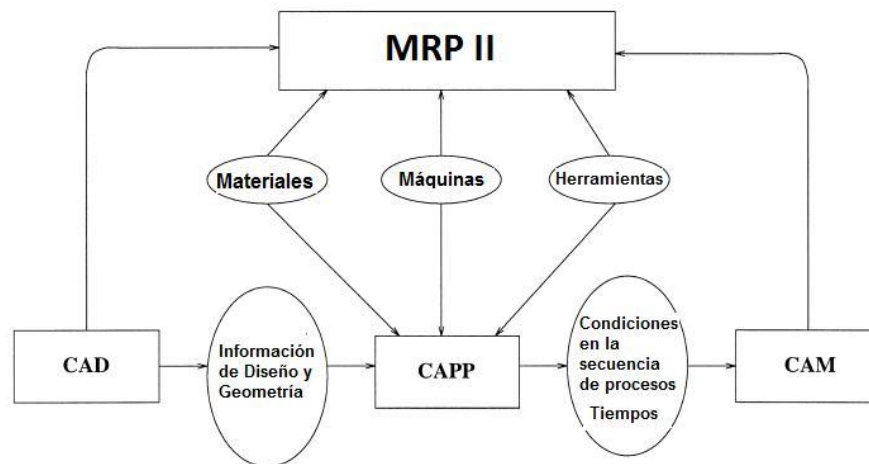 MRP II
Materiales
Máquinas
Herramientas
CAD
Información
de Diseño y
Geometría
CAPP
Condiciones
en la
secuencia
de procesos
Tiempos
CAM